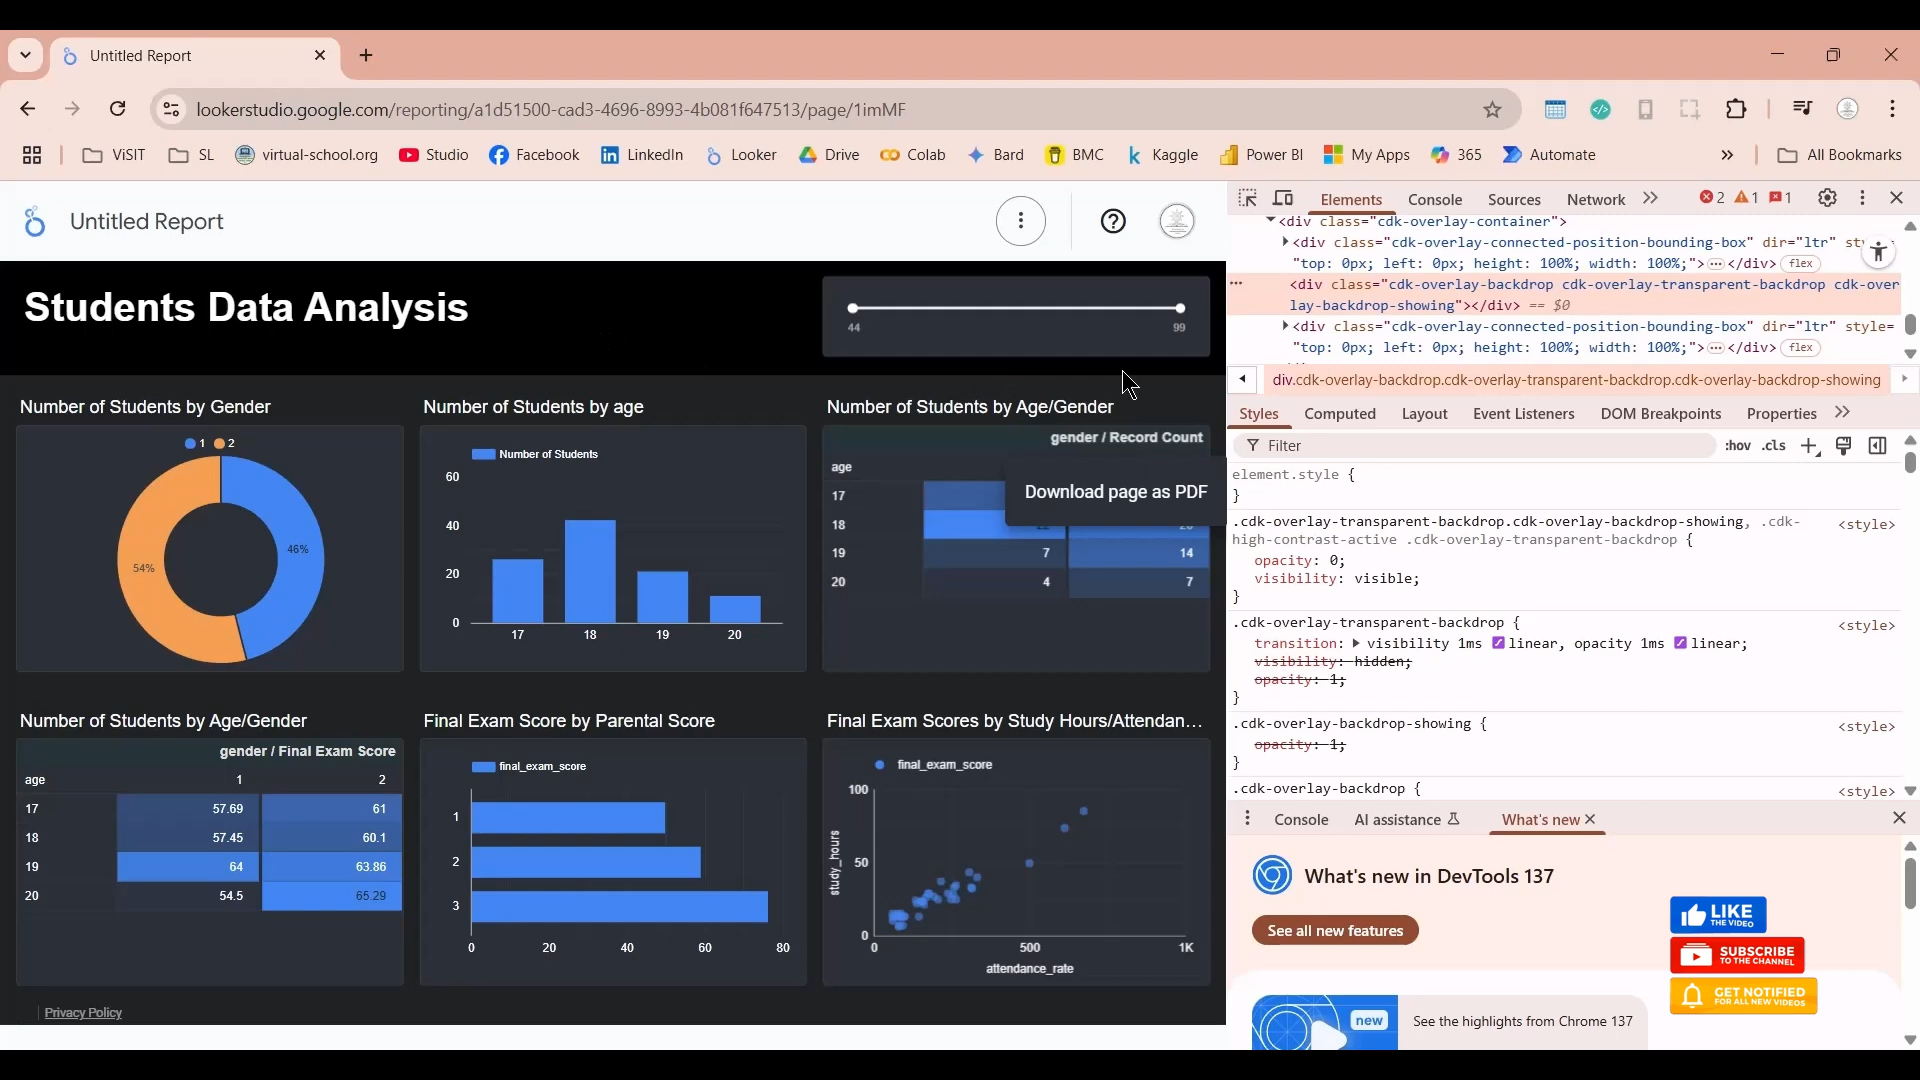 Untitled Report
lookerstudio.google.com/reporting/a1d51500-cad3-4696-8993-4b081f647513/page/1imMF
ViSIT SL virtual-school.org Studio Facebook LinkedIn Looker Drive Colab Bard BMC Kaggle Power BI My Apps 365 Automate » All Bookmarks
Untitled Report
Students Data Analysis
44 99
Number of Students by Gender
1 2
46%
54%
Number of Students by age
Number of Students
60
40
20
0
17 18 19 20
Number of Students by Age/Gender
gender / Record Count
age
17
18
19 7 14
20 4 7
Download page as PDF
Number of Students by Age/Gender
gender / Final Exam Score
age 1 2
17 57.69 61
18 57.45 60.1
19 64 63.86
20 54.5 65.29
Final Exam Score by Parental Score
final_exam_score
1
2
3
0 20 40 60 80
Final Exam Scores by Study Hours/Attendan...
final_exam_score
study_hours
100
50
0
0 500 1K
attendance_rate
Privacy Policy
Elements Console Sources Network 2 1 1
<div class="cdk-overlay-container">
<div class="cdk-overlay-connected-position-bounding-box" dir="ltr"
"top: 0px; left: 0px; height: 100%; width: 100%;">…</div> flex
<div class="cdk-overlay-backdrop cdk-overlay-transparent-backdrop cdk-over
lay-backdrop-showing"></div> == $0
<div class="cdk-overlay-connected-position-bounding-box" dir="ltr" style=
"top: 0px; left: 0px; height: 100%; width: 100%;">…</div> flex
div.cdk-overlay-backdrop.cdk-overlay-transparent-backdrop.cdk-overlay-backdrop-showing
Styles Computed Layout Event Listeners DOM Breakpoints Properties
Filter :hov .cls
element.style {
}
.cdk-overlay-transparent-backdrop.cdk-overlay-backdrop-showing, .cdk- <style>
high-contrast-active .cdk-overlay-transparent-backdrop {
opacity: 0;
visibility: visible;
}
.cdk-overlay-transparent-backdrop { <style>
transition: visibility 1ms linear, opacity 1ms linear;
visibility: hidden;
opacity: 1;
}
.cdk-overlay-backdrop-showing { <style>
opacity: 1;
}
.cdk-overlay-backdrop { <style>
Console AI assistance What's new
What's new in DevTools 137
See all new features
new
See the highlights from Chrome 137
LIKE
THE VIDEO
SUBSCRIBE
TO THE CHANNEL
GET NOTIFIED
FOR ALL NEW VIDEOS